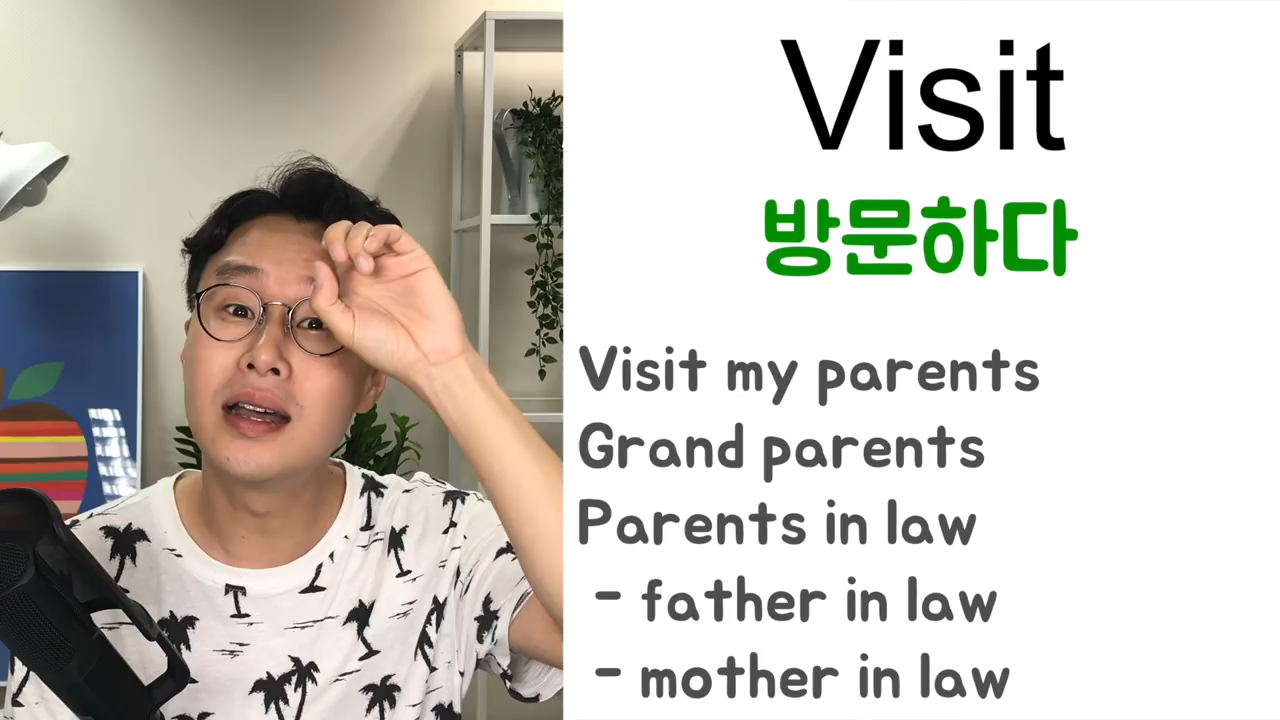 Visit
방문하다
Visit my parents
Grand parents
Parents in law
- father in law
- mother in law